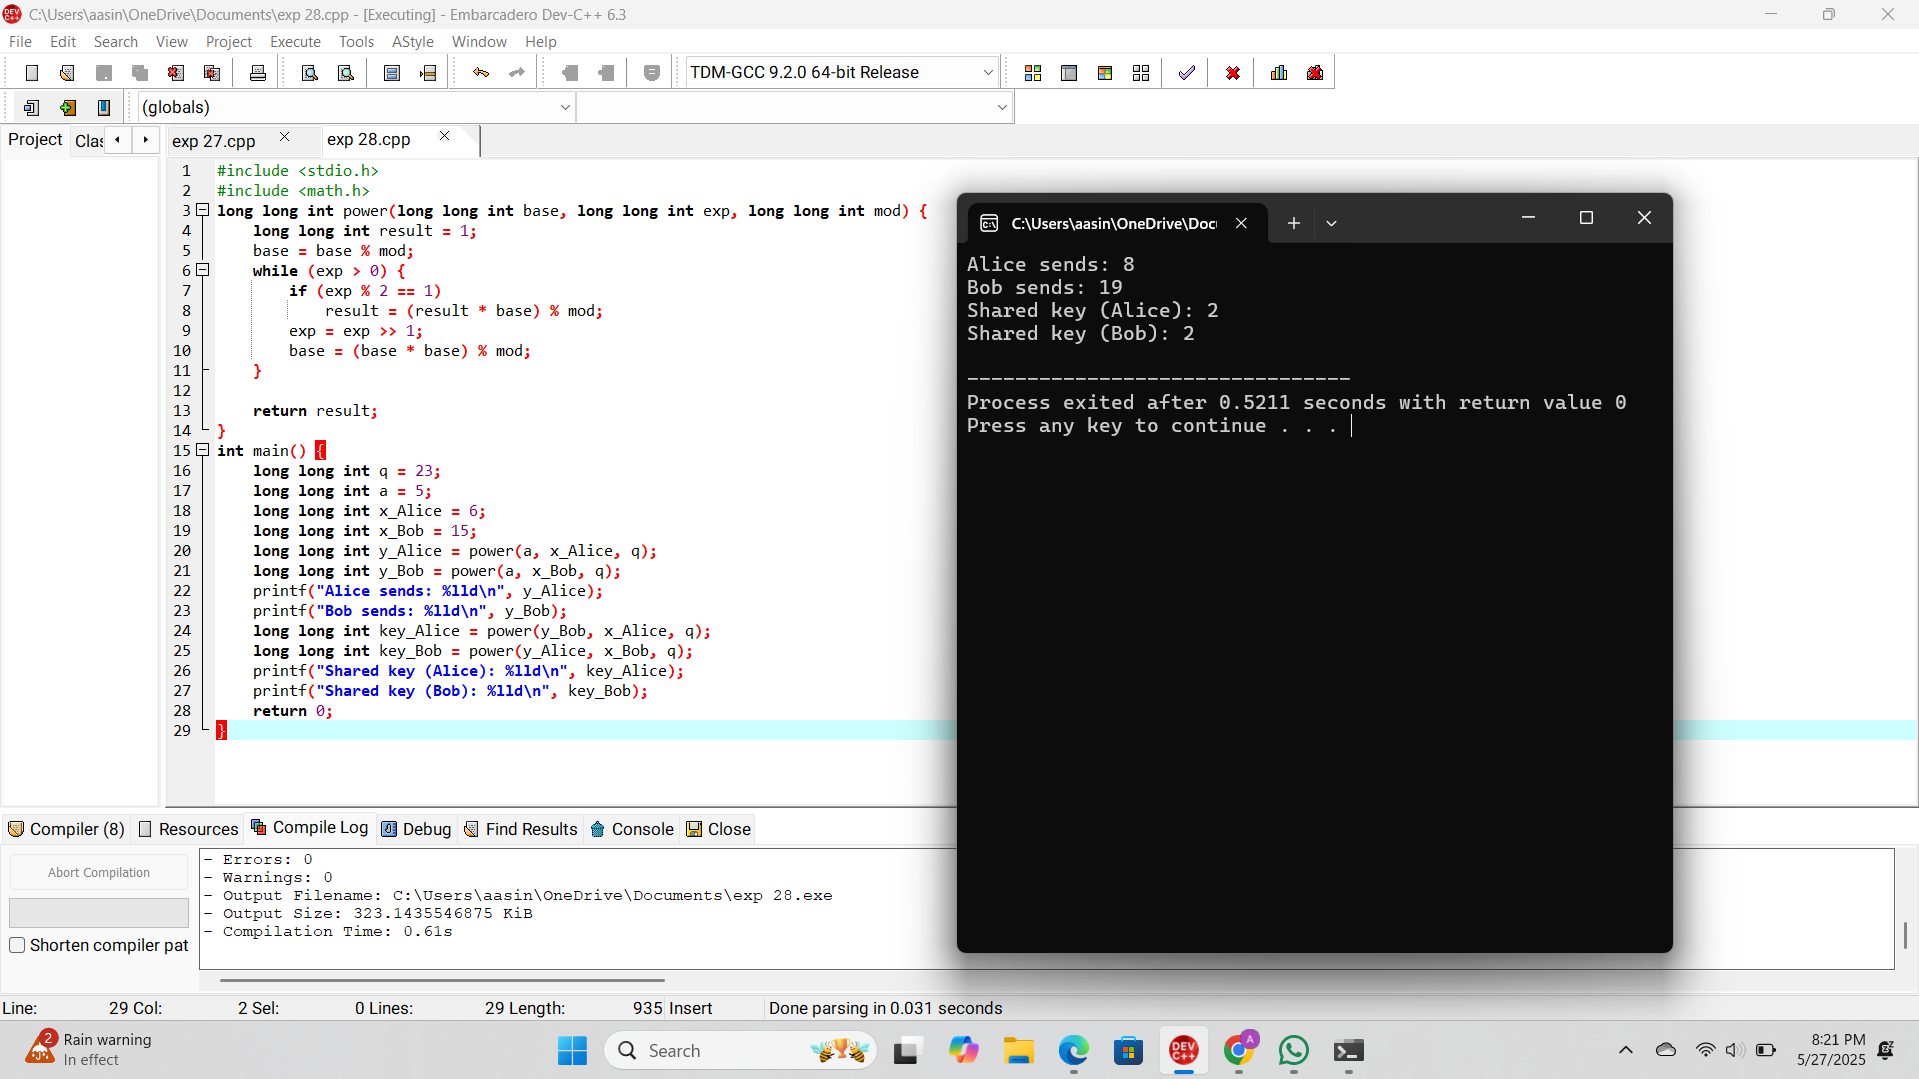 C:\Users\aasin\OneDrive\Documents\exp 28.cpp - [Executing] - Embarcadero Dev-C++ 6.3
File Edit Search View Project Execute Tools AStyle Window Help
TDM-GCC 9.2.0 64-bit Release
(globals)
Project Clas exp 27.cpp exp 28.cpp
1 #include <stdio.h>
2 #include <math.h>
3 long long int power(long long int base, long long int exp, long long int mod) {
4 long long int result = 1;
5 base = base % mod;
6 while (exp > 0) {
7 if (exp % 2 == 1)
8 result = (result * base) % mod;
9 exp = exp >> 1;
10 base = (base * base) % mod;
11 }
12
13 return result;
14 }
15 int main() {
16 long long int q = 23;
17 long long int a = 5;
18 long long int x_Alice = 6;
19 long long int x_Bob = 15;
20 long long int y_Alice = power(a, x_Alice, q);
21 long long int y_Bob = power(a, x_Bob, q);
22 printf("Alice sends: %lld\n", y_Alice);
23 printf("Bob sends: %lld\n", y_Bob);
24 long long int key_Alice = power(y_Bob, x_Alice, q);
25 long long int key_Bob = power(y_Alice, x_Bob, q);
26 printf("Shared key (Alice): %lld\n", key_Alice);
27 printf("Shared key (Bob): %lld\n", key_Bob);
28 return 0;
29 }
C:\Users\aasin\OneDrive\Doc
Alice sends: 8
Bob sends: 19
Shared key (Alice): 2
Shared key (Bob): 2
--------------------------------
Process exited after 0.5211 seconds with return value 0
Press any key to continue . . .
Compiler (8) Resources Compile Log Debug Find Results Console Close
Abort Compilation
Shorten compiler pat
- Errors: 0
- Warnings: 0
- Output Filename: C:\Users\aasin\OneDrive\Documents\exp 28.exe
- Output Size: 323.1435546875 KiB
- Compilation Time: 0.61s
Line: 29 Col: 2 Sel: 0 Lines: 29 Length: 935 Insert Done parsing in 0.031 seconds
2
Rain warning
In effect
Search
DEV C++
A
8:21 PM
5/27/2025